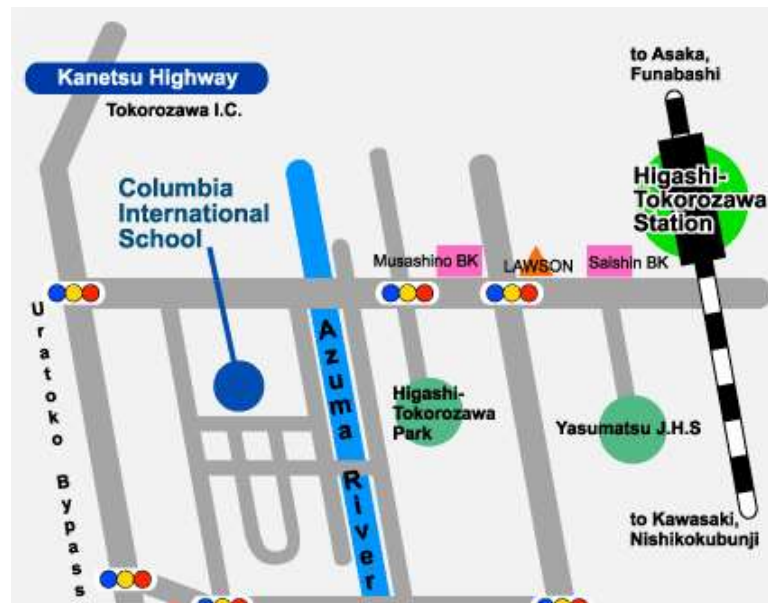 to Asaka,
Funabashi
Kanetsu Highway
Tokorozawa I.C.
Columbia
International
School
Higashi-
Tokorozawa
Station
Musashino BK
LAWSON
Saishin BK
Uratoko Bypass
Azuma River
Higashi-
Tokorozawa
Park
Yasumatsu J.H.S
to Kawasaki,
Nishikokubunji